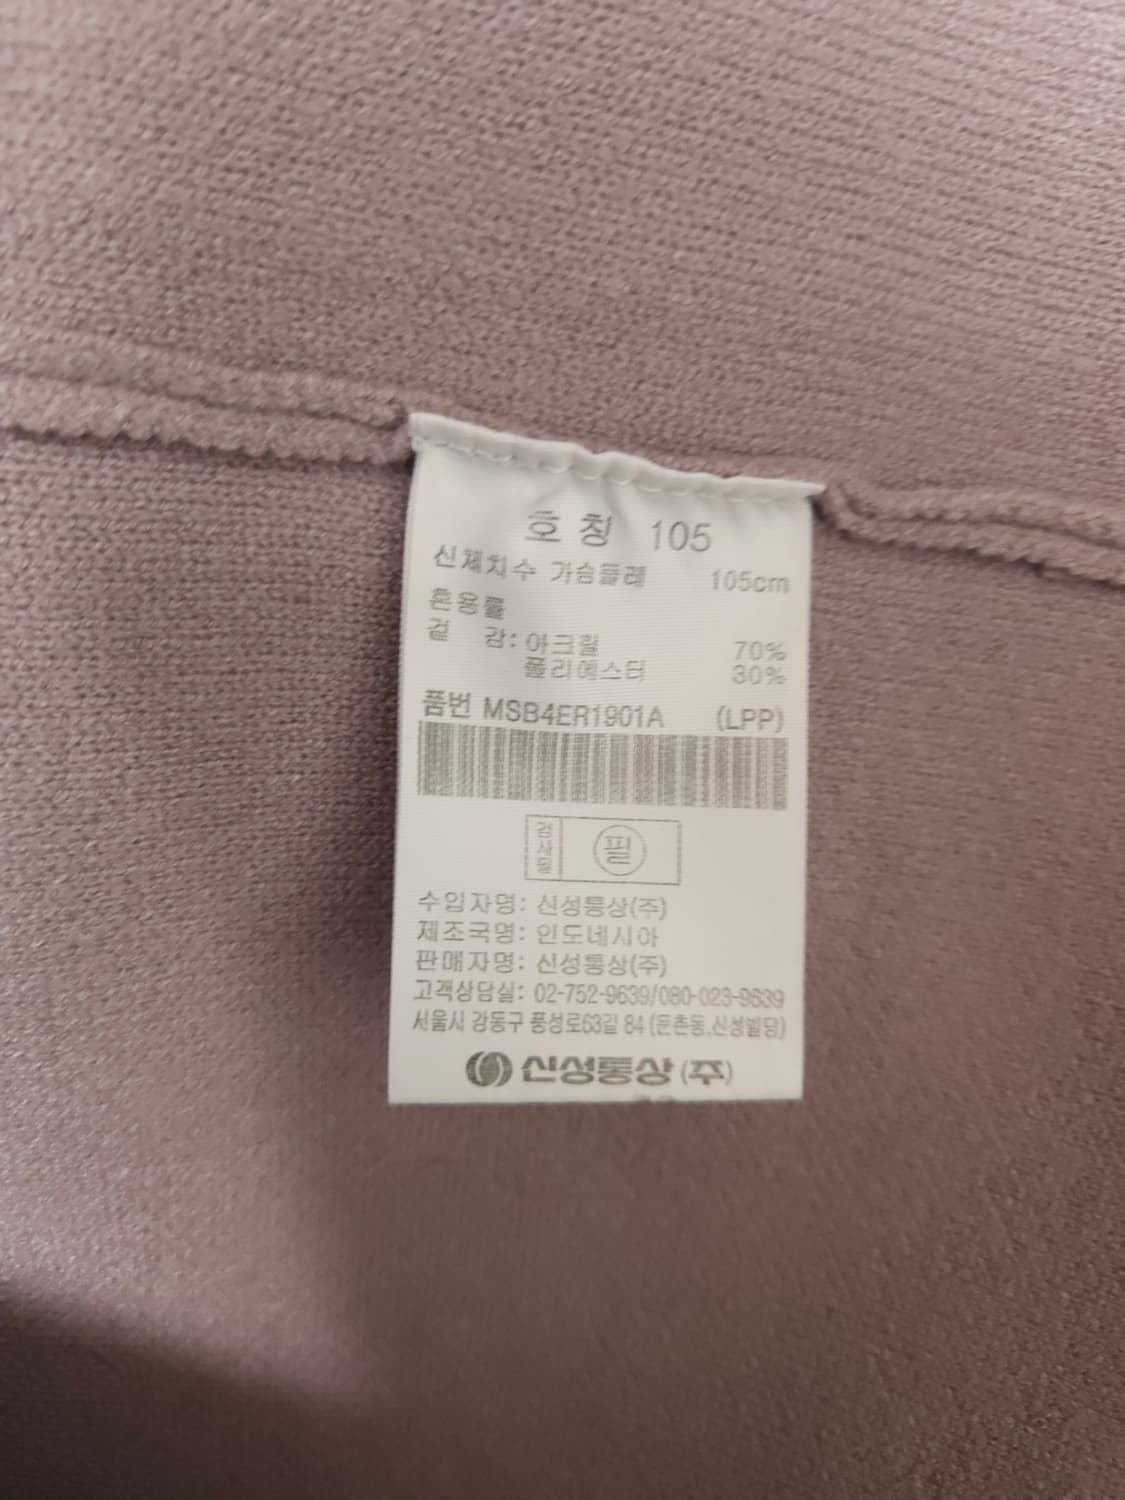 호 칭 105
신체치수 가슴둘레 105cm
혼용률
겉 감: 아크릴 70%
폴리에스터 30%
품번 MSB4ER1901A (LPP)
검사필 필
수입자명: 신성통상(주)
제조국명: 인도네시아
판매자명: 신성통상(주)
고객상담실: 02-752-9639/080-023-9639
서울시 강동구 풍성로63길 84 (둔촌동,신성빌딩)
신성통상(주)